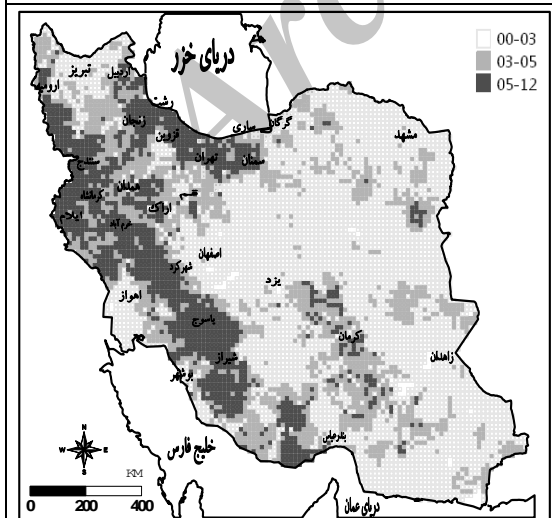 دریای خزر
00-03
03-05
05-12
تبریز
اردبیل
ارومیه
رشت
زنجان
قزوین
ساری
گرگان
مشهد
تهران
سمنان
سنندج
همدان
کرمانشاه
قم
اراک
ایلام
خرم آباد
اصفهان
شهرکرد
یزد
اهواز
یاسوج
کرمان
شیراز
زاهدان
بوشهر
بندرعباس
خلیج فارس
دریای عمان
N
W E
S
KM
0 200 400